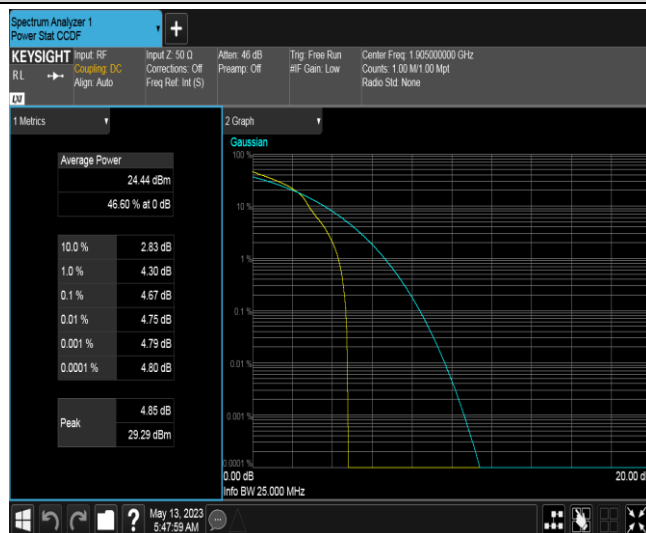 Spectrum Analyzer 1
Power Stat CCDF
+
KEYSIGHT
RL
LXI
Input: RF
Coupling: DC
Align: Auto
Input Z: 50 Ω
Corrections: Off
Freq Ref: Int (S)
Atten: 46 dB
Preamp: Off
Trig: Free Run
#IF Gain: Low
Center Freq: 1.905000000 GHz
Counts: 1.00 M/1.00 Mpt
Radio Std: None
1 Metrics
Average Power
24.44 dBm
46.60 % at 0 dB
10.0 % 2.83 dB
1.0 % 4.30 dB
0.1 % 4.67 dB
0.01 % 4.75 dB
0.001 % 4.79 dB
0.0001 % 4.80 dB
Peak
4.85 dB
29.29 dBm
2 Graph
Gaussian
100 %
10 %
1 %
0.1 %
0.01 %
0.001 %
0.0001 %
0.00 dB
20.00 d
Info BW 25.000 MHz
?
May 13, 2023
5:47:59 AM